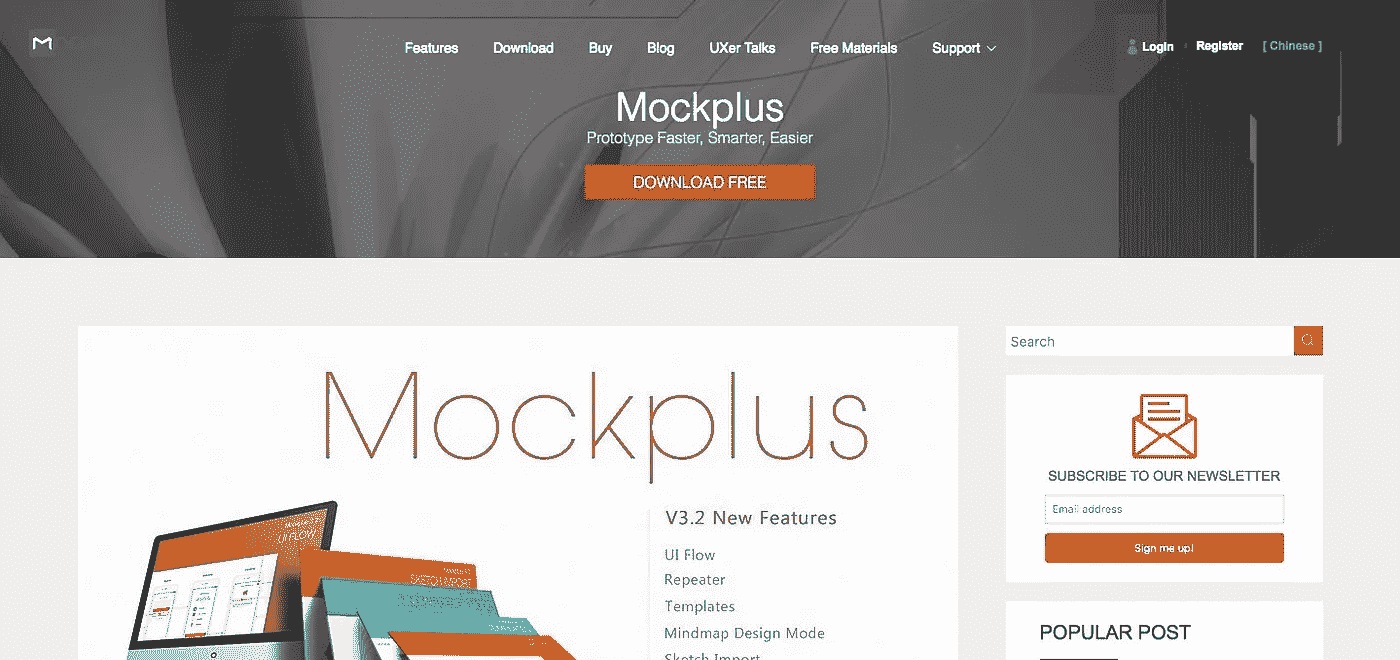 Features Download Buy Blog UXer Talks Free Materials Support Login Register [ Chinese ]
Mockplus
Prototype Faster, Smarter, Easier
DOWNLOAD FREE
Search
Mockplus
SUBSCRIBE TO OUR NEWSLETTER
Email address
Sign me up!
V3.2 New Features
UI Flow
Repeater
Templates
Mindmap Design Mode
Sketch Import
UI FLOW
SKETCH IMPORT
POPULAR POST